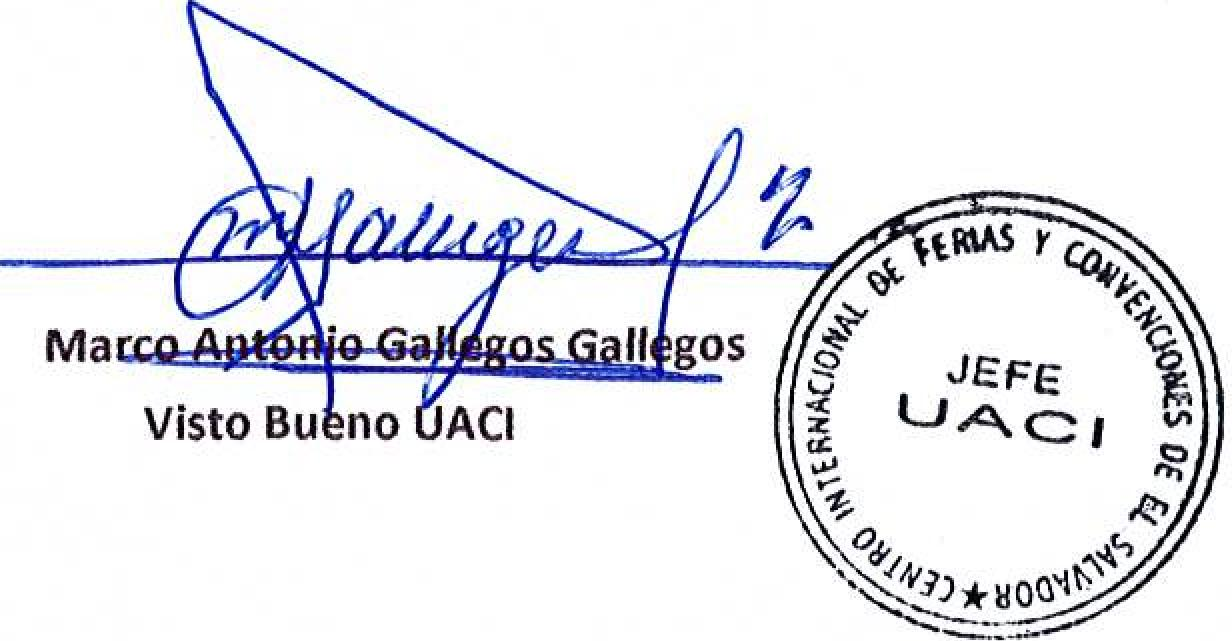 Marco Antonio Gallegos Gallegos
Visto Bueno UACI
CENTRO INTERNACIONAL DE FERIAS Y CONVENCIONES DE EL SALVADOR ★
JEFE
UACI